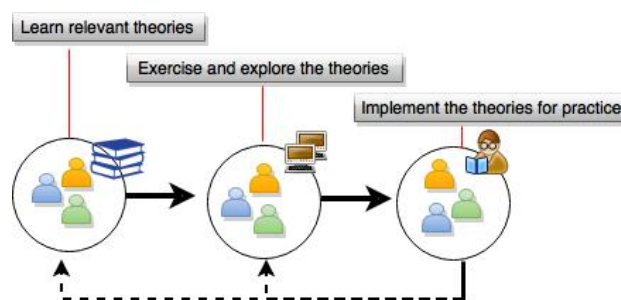 Learn relevant theories
Exercise and explore the theories
Implement the theories for practice